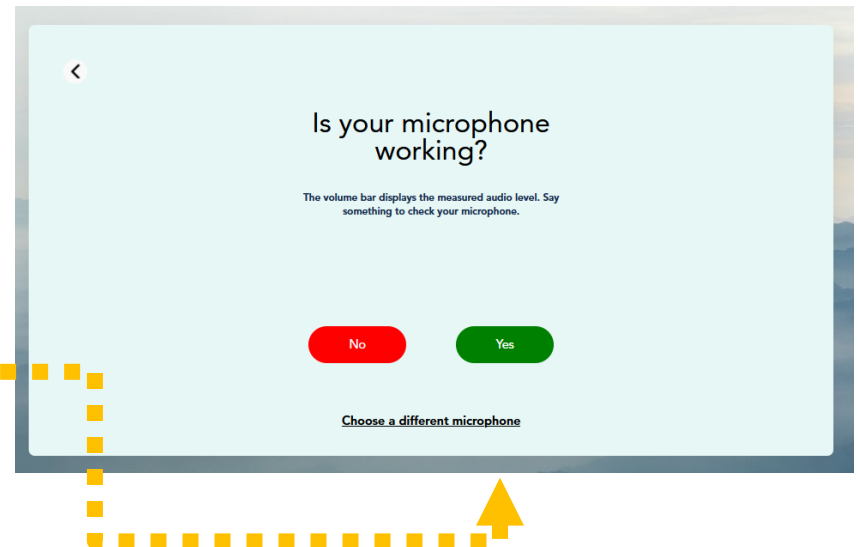 Is your microphone
working?
The volume bar displays the measured audio level. Say
something to check your microphone.
No
Yes
Choose a different microphone